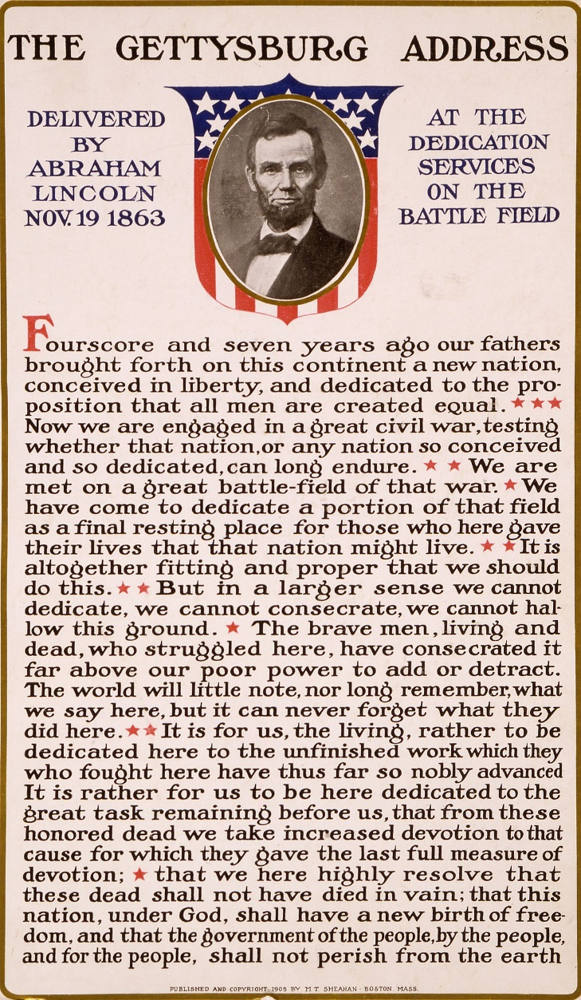 THE GETTYSBURG ADDRESS
DELIVERED
BY
ABRAHAM
LINCOLN
NOV. 19 1863
AT THE
DEDICATION
SERVICES
ON THE
BATTLE FIELD
Fourscore and seven years ago our fathers
brought forth on this continent a new nation,
conceived in liberty, and dedicated to the pro-
position that all men are created equal. ★ ★ ★
Now we are engaged in a great civil war, testing
whether that nation, or any nation so conceived
and so dedicated, can long endure. ★ ★ We are
met on a great battle-field of that war. ★ We
have come to dedicate a portion of that field
as a final resting place for those who here gave
their lives that that nation might live. ★ ★ It is
altogether fitting and proper that we should
do this. ★ ★ But in a larger sense we cannot
dedicate, we cannot consecrate, we cannot hal-
low this ground. ★ The brave men, living and
dead, who struggled here, have consecrated it
far above our poor power to add or detract.
The world will little note, nor long remember, what
we say here, but it can never forget what they
did here. ★ ★ It is for us, the living, rather to be
dedicated here to the unfinished work which they
who fought here have thus far so nobly advanced
It is rather for us to be here dedicated to the
great task remaining before us, that from these
honored dead we take increased devotion to that
cause for which they gave the last full measure of
devotion; ★ that we here highly resolve that
these dead shall not have died in vain; that this
nation, under God, shall have a new birth of free-
dom, and that the government of the people, by the people,
and for the people, shall not perish from the earth
PUBLISHED AND COPYRIGHT 1905 BY M.T. SHEAHAN - BOSTON. MASS.